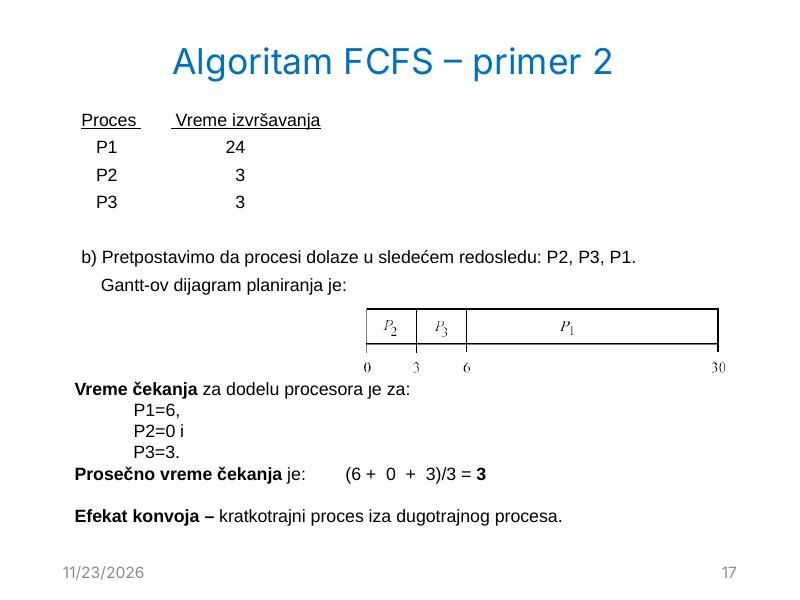 Algoritam FCFS – primer 2
Proces Vreme izvršavanja
P1 24
P2 3
P3 3
b) Pretpostavimo da procesi dolaze u sledećem redosledu: P2, P3, P1.
Gantt-ov dijagram planiranja je:
P2 P3 P1
0 3 6 30
Vreme čekanja za dodelu procesora je za:
P1=6,
P2=0 i
P3=3.
Prosečno vreme čekanja je: (6 + 0 + 3)/3 = 3
Efekat konvoja – kratkotrajni proces iza dugotrajnog procesa.
11/23/2026 17